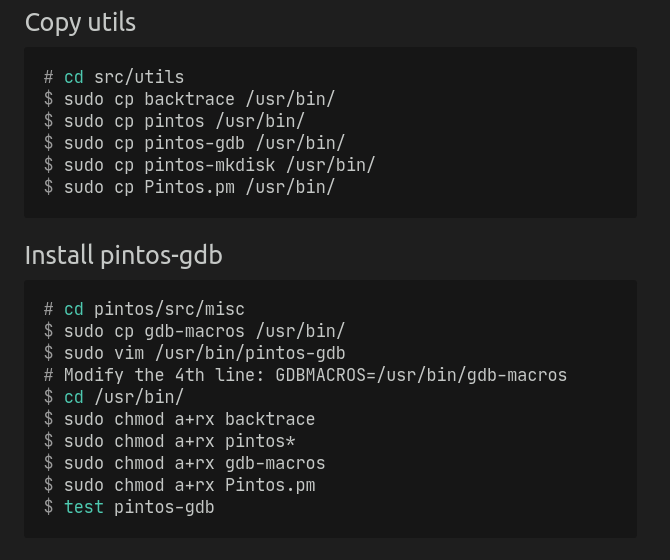 Copy utils
# cd src/utils
$ sudo cp backtrace /usr/bin/
$ sudo cp pintos /usr/bin/
$ sudo cp pintos-gdb /usr/bin/
$ sudo cp pintos-mkdisk /usr/bin/
$ sudo cp Pintos.pm /usr/bin/
Install pintos-gdb
# cd pintos/src/misc
$ sudo cp gdb-macros /usr/bin/
$ sudo vim /usr/bin/pintos-gdb
# Modify the 4th line: GDBMACROS=/usr/bin/gdb-macros
$ cd /usr/bin/
$ sudo chmod a+rx backtrace
$ sudo chmod a+rx pintos*
$ sudo chmod a+rx gdb-macros
$ sudo chmod a+rx Pintos.pm
$ test pintos-gdb